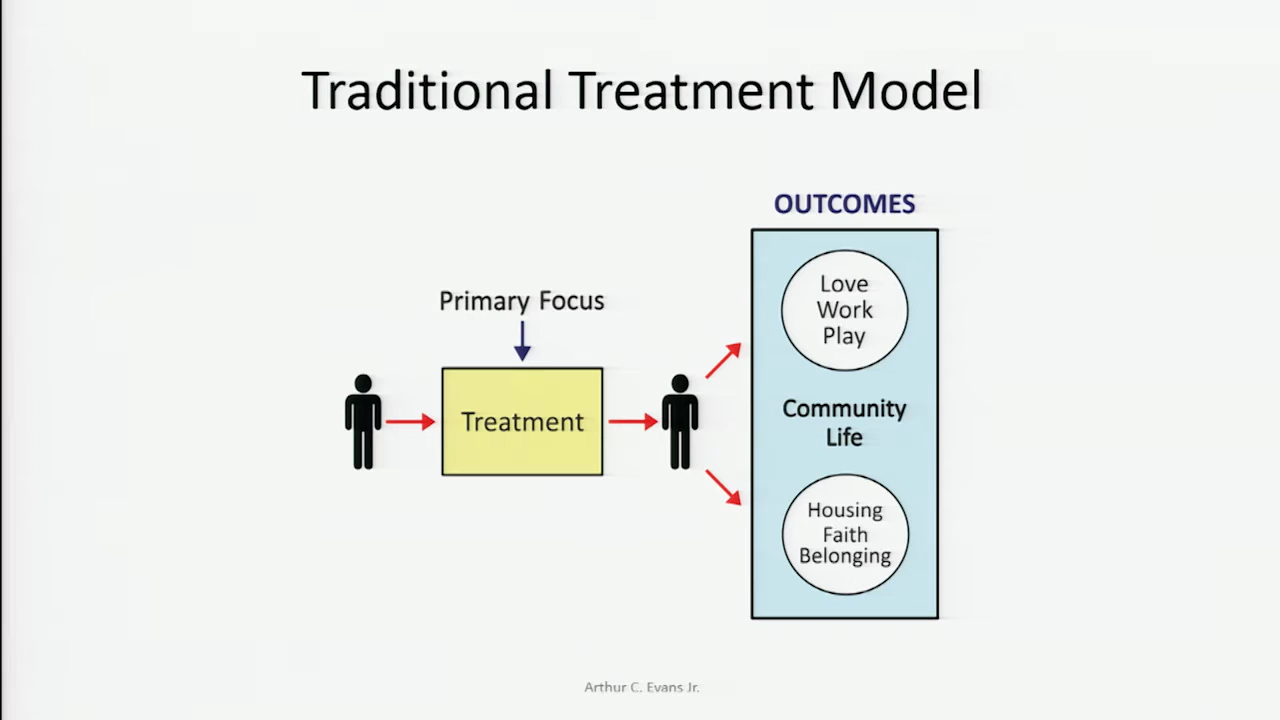 Traditional Treatment Model
OUTCOMES
Primary Focus
Treatment
Love
Work
Play
Community
Life
Housing
Faith
Belonging
Arthur C. Evans Jr.